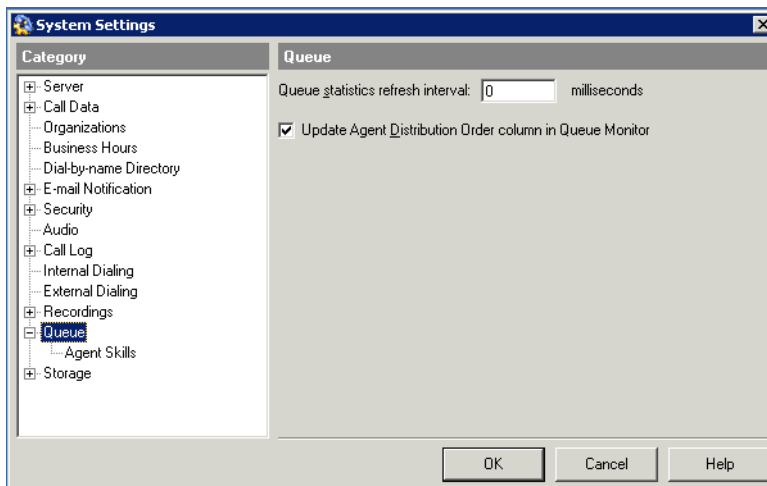 System Settings
Category
Server
Call Data
Organizations
Business Hours
Dial-by-name Directory
E-mail Notification
Security
Audio
Call Log
Internal Dialing
External Dialing
Recordings
Queue
Agent Skills
Storage
Queue
Queue statistics refresh interval: 0 milliseconds
Update Agent Distribution Order column in Queue Monitor
OK Cancel Help